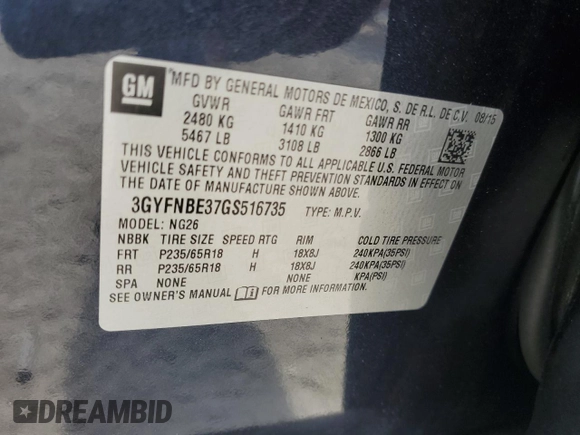 GM
MFD BY GENERAL MOTORS DE MEXICO, S. DE R.L. DE C.V. 08/15
GVWR GAWR FRT GAWR RR
2480 KG 1410 KG 1300 KG
5467 LB 3108 LB 2866 LB
THIS VEHICLE CONFORMS TO ALL APPLICABLE U.S. FEDERAL MOTOR
VEHICLE SAFETY AND THEFT PREVENTION STANDARDS IN EFFECT ON
THE DATE OF MANUFACTURE SHOWN ABOVE.
3GYFNBE37GS516735 TYPE: M.P.V.
MODEL: NG26
NBBK TIRE SIZE SPEED RTG RIM COLD TIRE PRESSURE
FRT P235/65R18 H 18X8J 240KPA(35PSI)
RR P235/65R18 H 18X8J 240KPA(35PSI)
SPA NONE NONE KPA(PSI)
SEE OWNER'S MANUAL FOR MORE INFORMATION.
DREAMBID